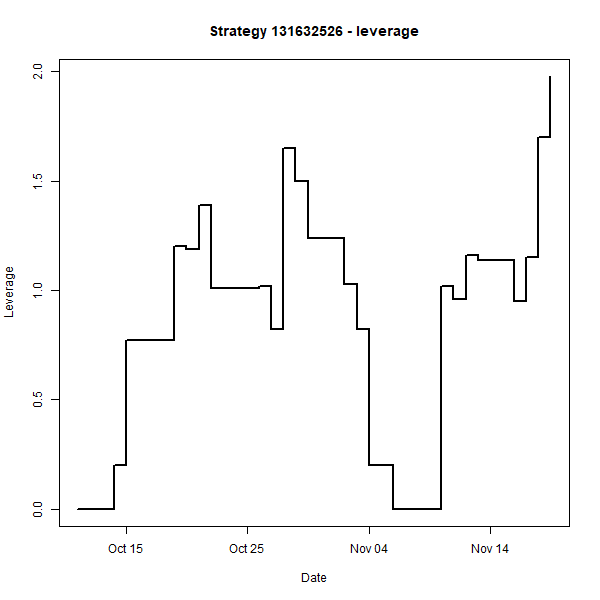 Strategy 131632526 - leverage
2.0
1.5
1.0
0.5
0.0
Leverage
Oct 15
Oct 25
Nov 04
Nov 14
Date